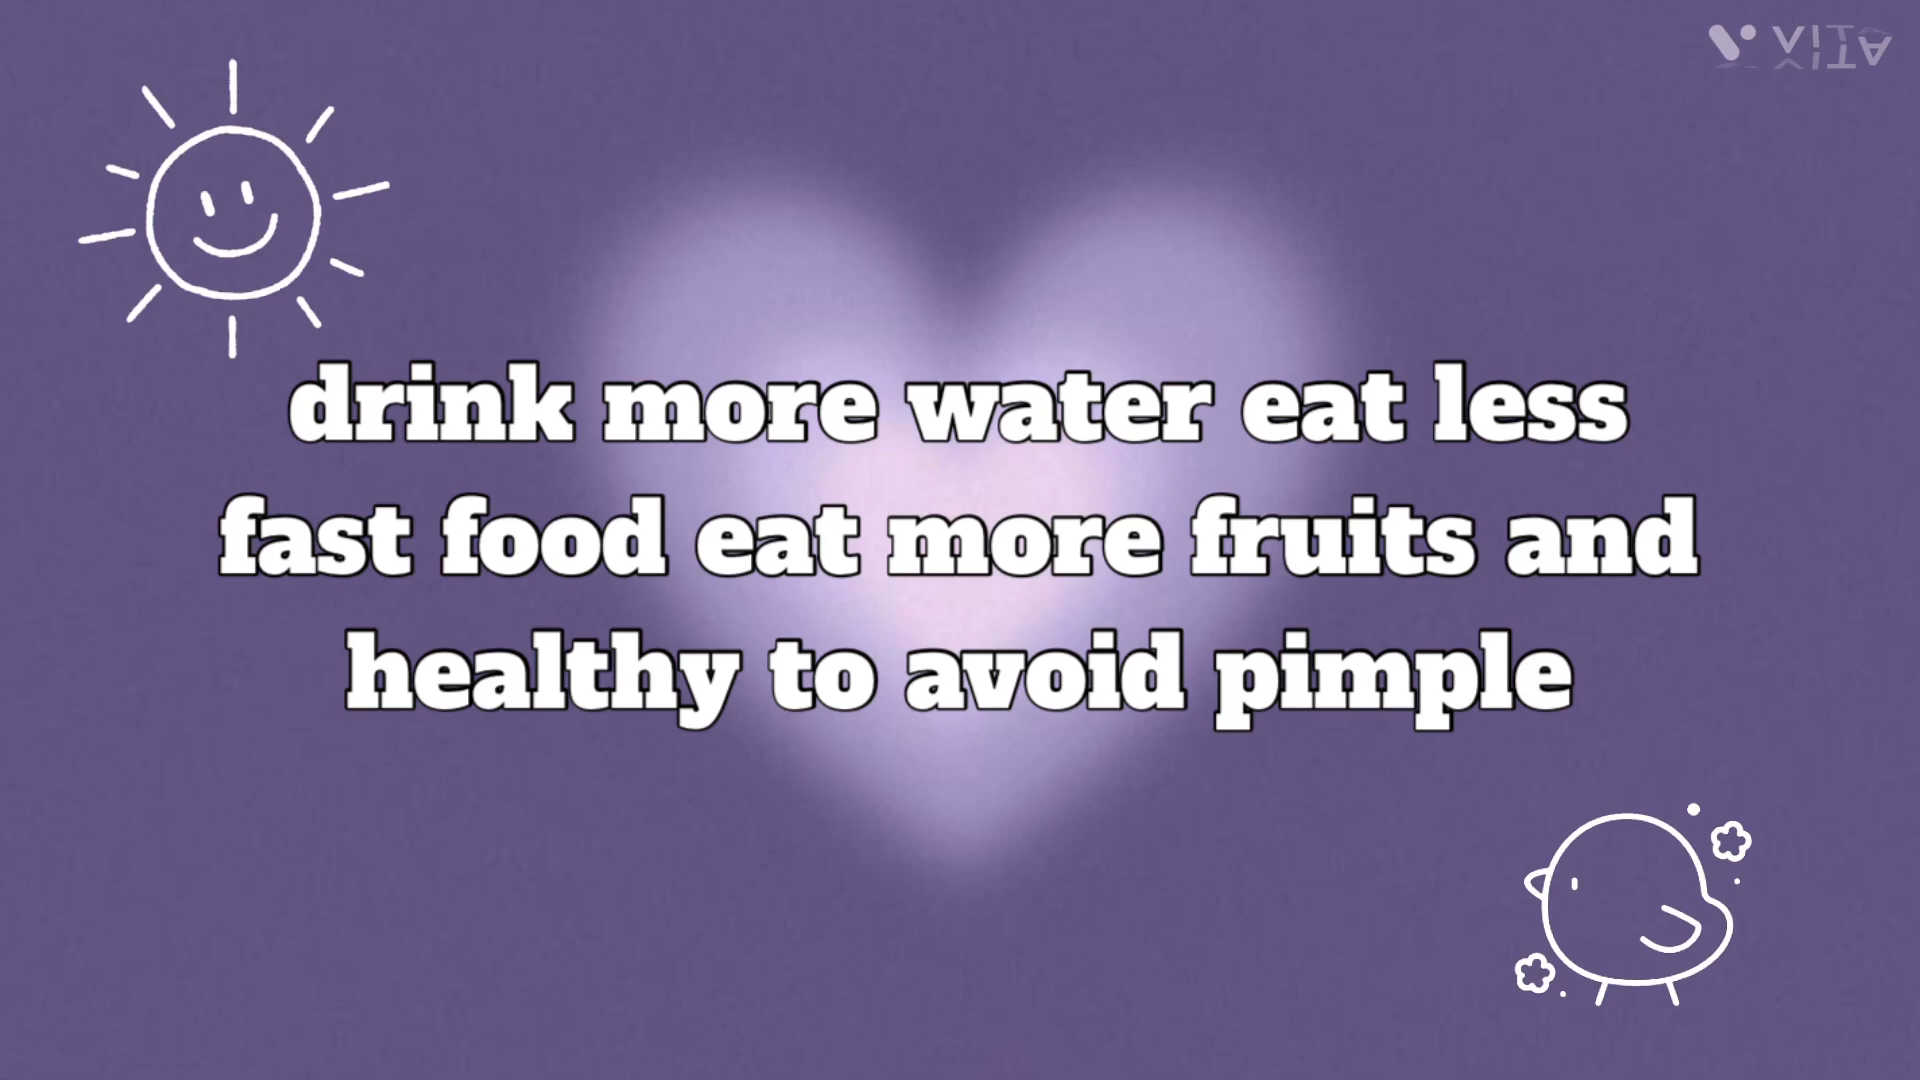 VITA
drink more water eat less
fast food eat more fruits and
healthy to avoid pimple